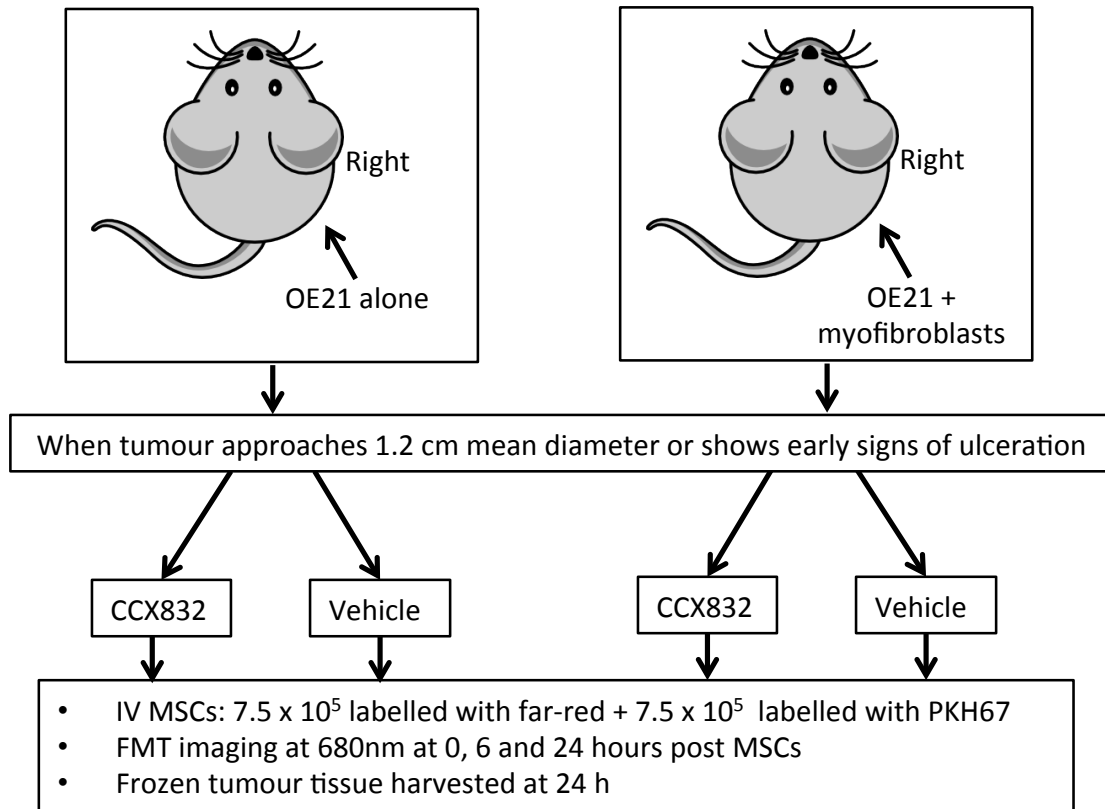 Right
OE21 alone
Right
OE21 +
myofibroblasts
When tumour approaches 1.2 cm mean diameter or shows early signs of ulceration
CCX832
Vehicle
CCX832
Vehicle
• IV MSCs: 7.5 x 10⁵ labelled with far-red + 7.5 x 10⁵ labelled with PKH67
• FMT imaging at 680nm at 0, 6 and 24 hours post MSCs
• Frozen tumour tissue harvested at 24 h